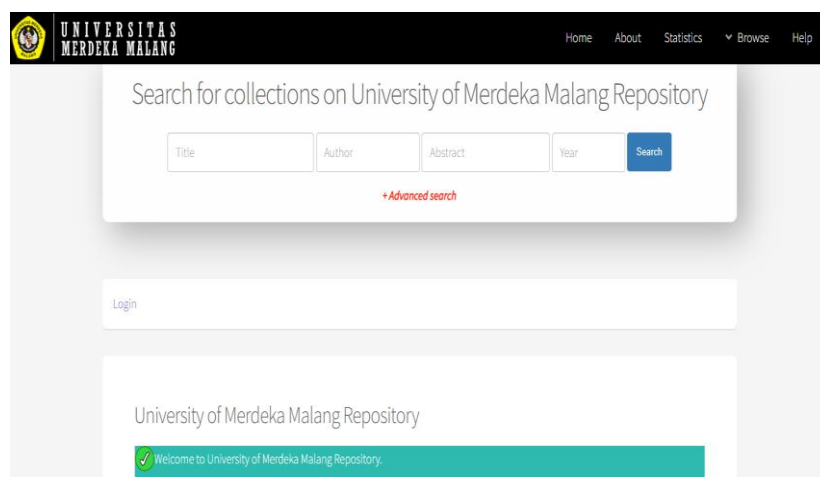 UNIVERSITAS
MERDEKA MALANG
Home About Statistics Browse Help
Search for collections on University of Merdeka Malang Repository
Title Author Abstract Year Search
+ Advanced search
Login
University of Merdeka Malang Repository
Welcome to University of Merdeka Malang Repository.